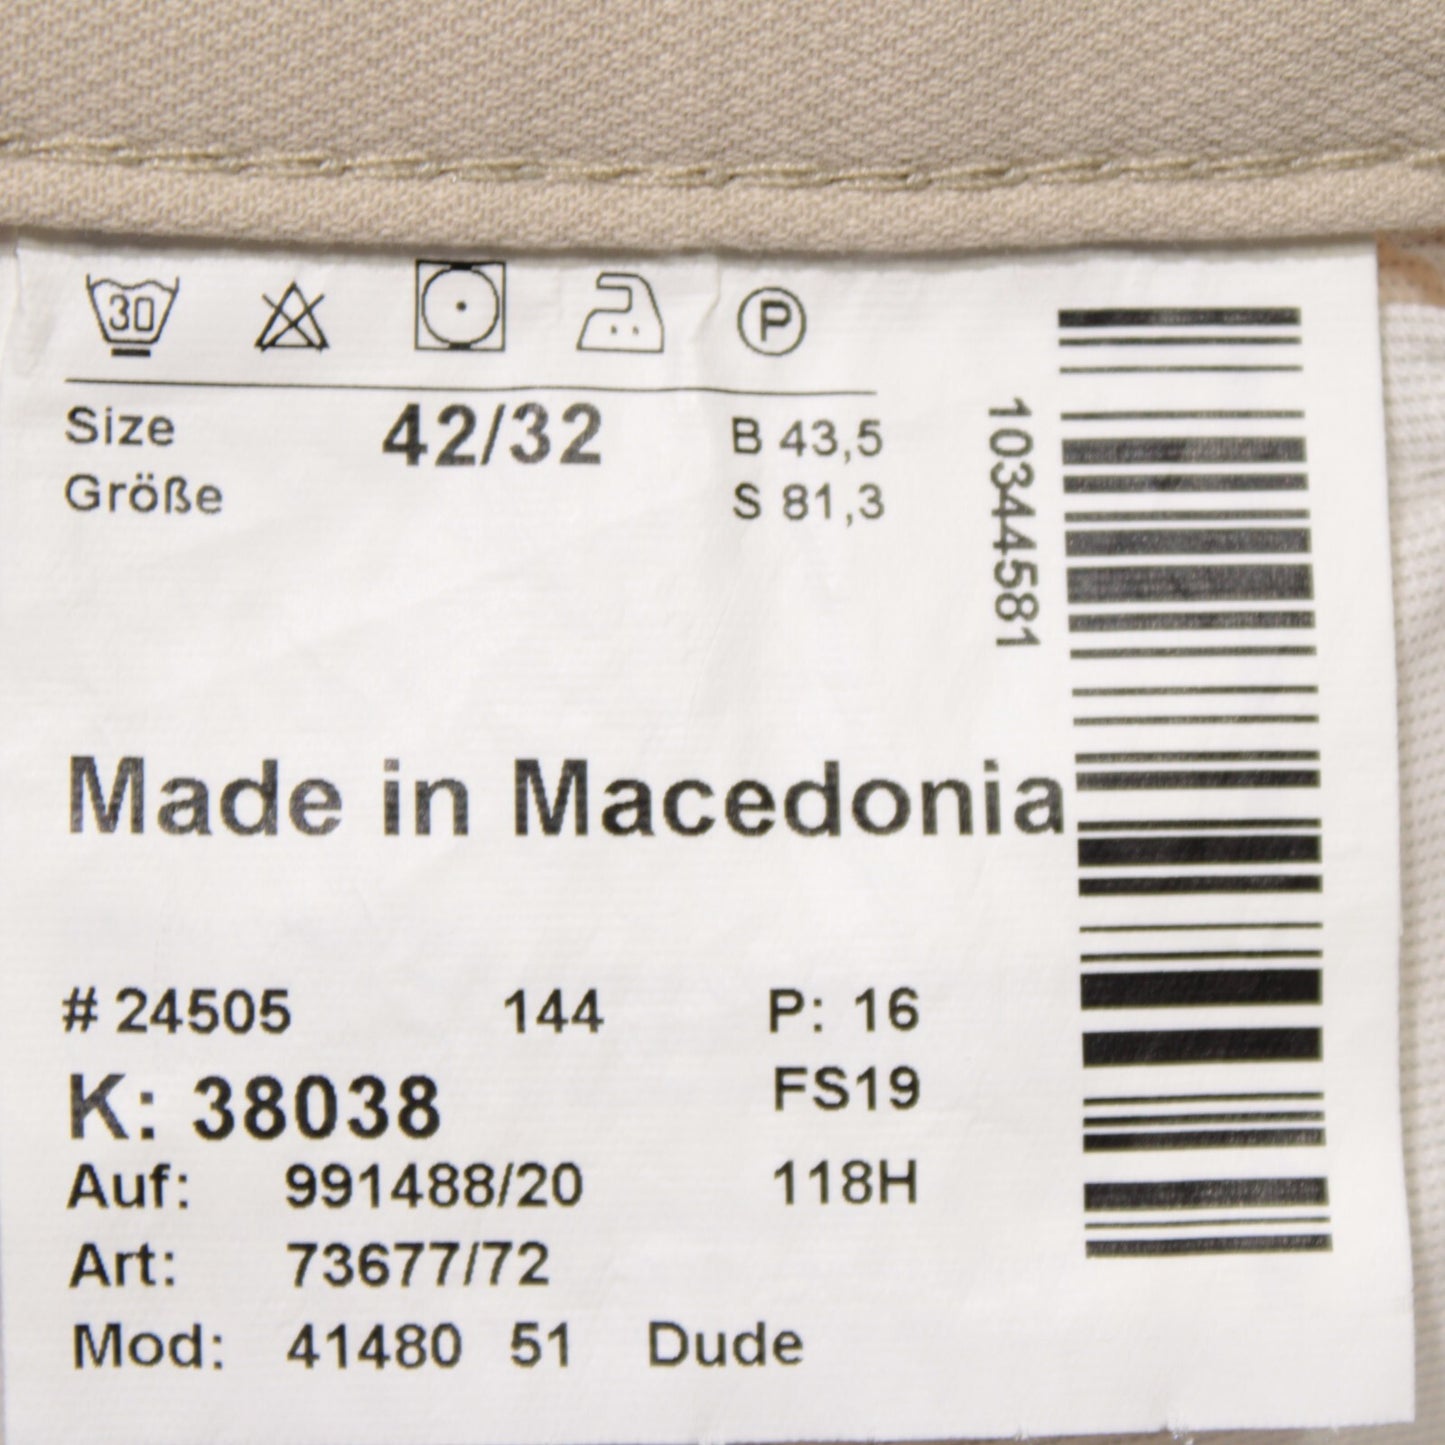 30 P
Size 42/32 B 43,5
Größe S 81,3
10344581
Made in Macedonia
# 24505 144 P: 16
K: 38038 FS19
Auf: 991488/20 118H
Art: 73677/72
Mod: 41480 51 Dude